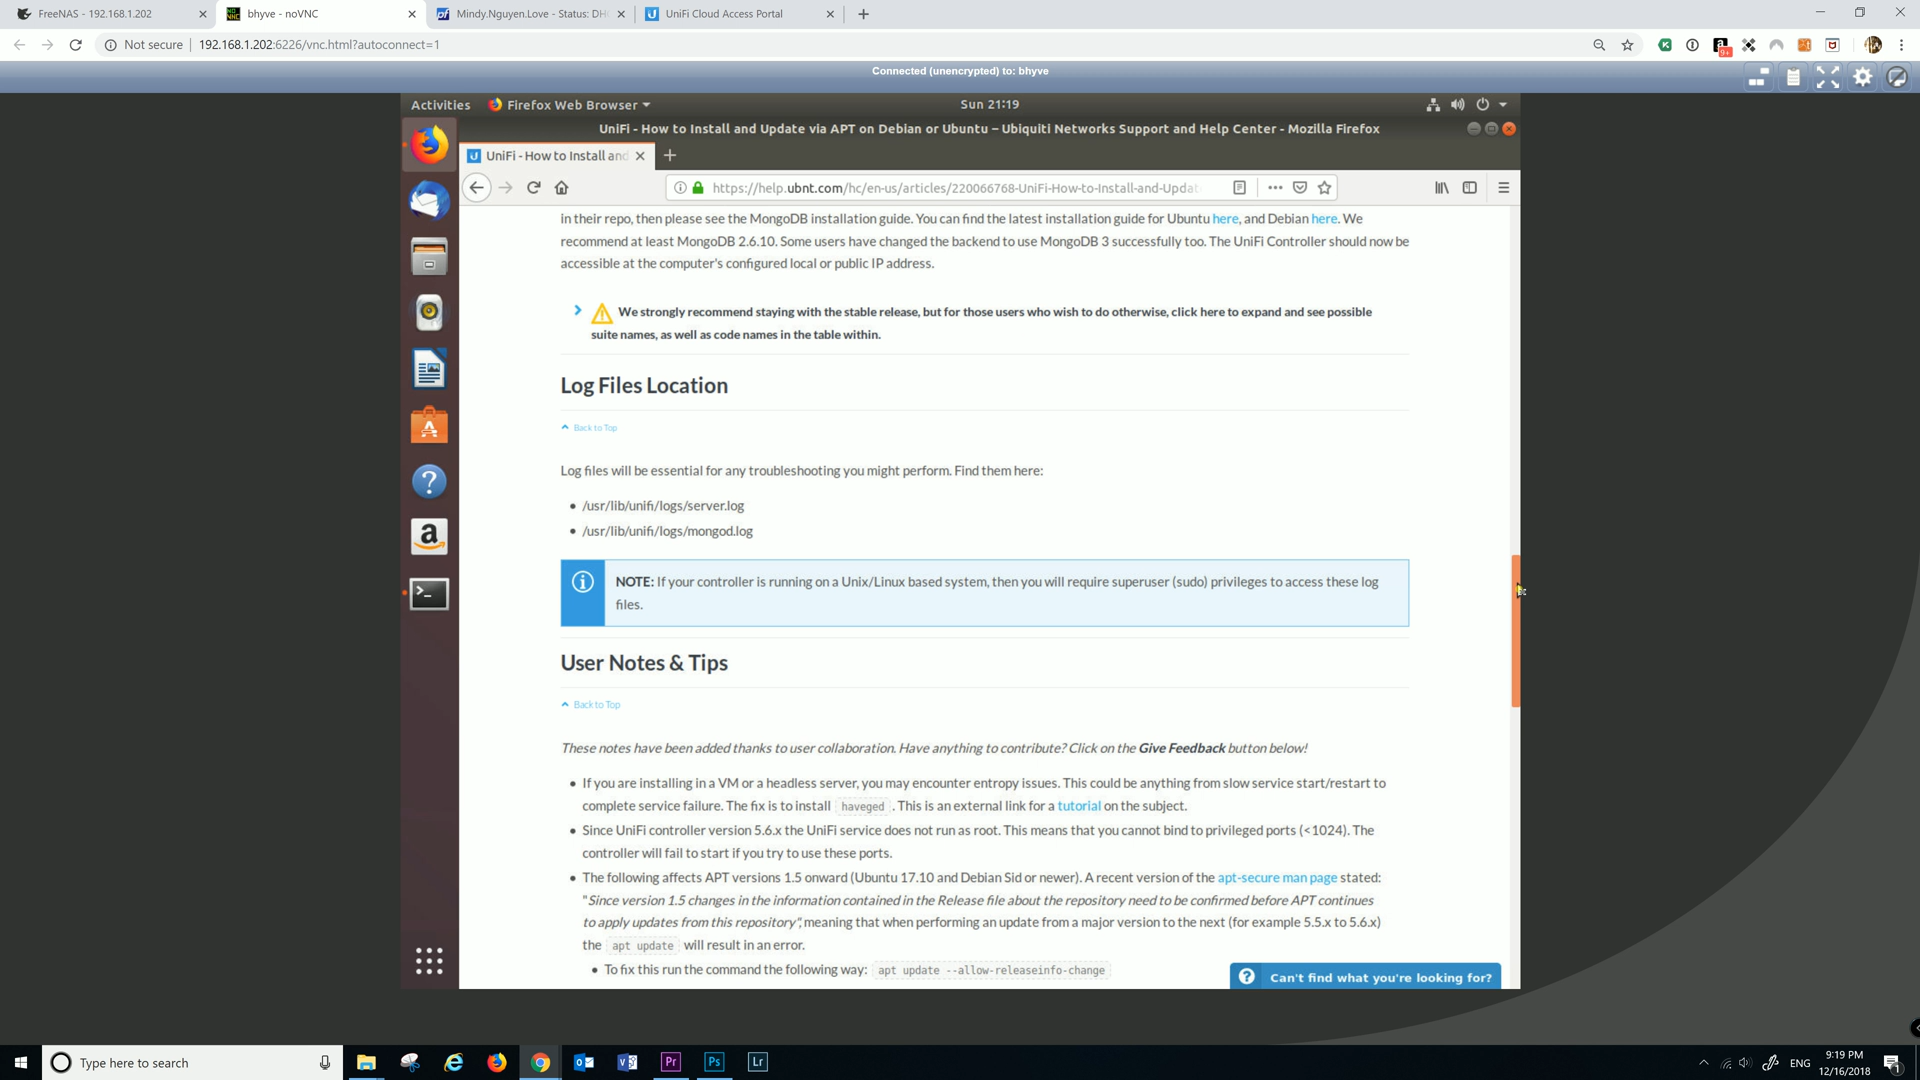 FreeNAS - 192.168.1.202
bhyve - noVNC
Mindy.Nguyen.Love - Status: DH
UniFi Cloud Access Portal
Not secure
192.168.1.202:6226/vnc.html?autoconnect=1
9+
Connected (unencrypted) to: bhyve
Activities
Firefox Web Browser
Sun 21:19
UniFi - How to Install and Update via APT on Debian or Ubuntu – Ubiquiti Networks Support and Help Center - Mozilla Firefox
UniFi - How to Install and
https://help.ubnt.com/hc/en-us/articles/220066768-UniFi-How-to-Install-and-Updat
in their repo, then please see the MongoDB installation guide. You can find the latest installation guide for Ubuntu here, and Debian here. We
recommend at least MongoDB 2.6.10. Some users have changed the backend to use MongoDB 3 successfully too. The UniFi Controller should now be
accessible at the computer's configured local or public IP address.
We strongly recommend staying with the stable release, but for those users who wish to do otherwise, click here to expand and see possible
suite names, as well as code names in the table within.
Log Files Location
Back to Top
Log files will be essential for any troubleshooting you might perform. Find them here:
• /usr/lib/unifi/logs/server.log
• /usr/lib/unifi/logs/mongod.log
NOTE: If your controller is running on a Unix/Linux based system, then you will require superuser (sudo) privileges to access these log
files.
User Notes & Tips
Back to Top
These notes have been added thanks to user collaboration. Have anything to contribute? Click on the Give Feedback button below!
• If you are installing in a VM or a headless server, you may encounter entropy issues. This could be anything from slow service start/restart to
complete service failure. The fix is to install haveged . This is an external link for a tutorial on the subject.
• Since UniFi controller version 5.6.x the UniFi service does not run as root. This means that you cannot bind to privileged ports (<1024). The
controller will fail to start if you try to use these ports.
• The following affects APT versions 1.5 onward (Ubuntu 17.10 and Debian Sid or newer). A recent version of the apt-secure man page stated:
"Since version 1.5 changes in the information contained in the Release file about the repository need to be confirmed before APT continues
to apply updates from this repository", meaning that when performing an update from a major version to the next (for example 5.5.x to 5.6.x)
the apt update will result in an error.
• To fix this run the command the following way: apt update --allow-releaseinfo-change
Can't find what you're looking for?
Type here to search
Pr
Ps
Lr
ENG
9:19 PM
12/16/2018
1